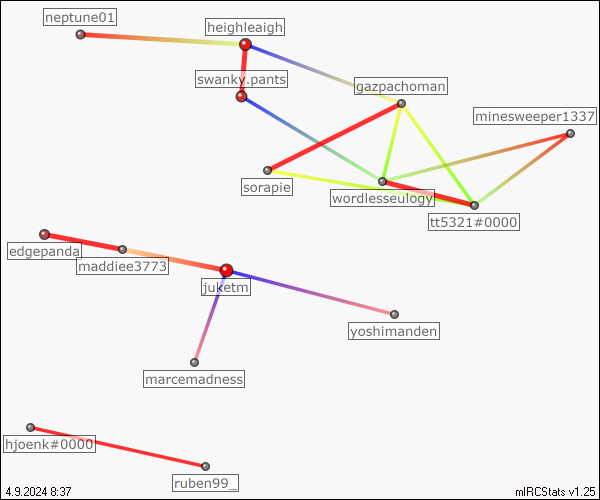 neptune01
heighleaigh
swanky.pants
gazpachoman
minesweeper1337
sorapie
wordlesseulogy
tt5321#0000
edgepanda
maddiee3773
juketm
yoshimanden
marcemadness
hjoenk#0000
ruben99_
4.9.2024 8:37
mIRCStats v1.25